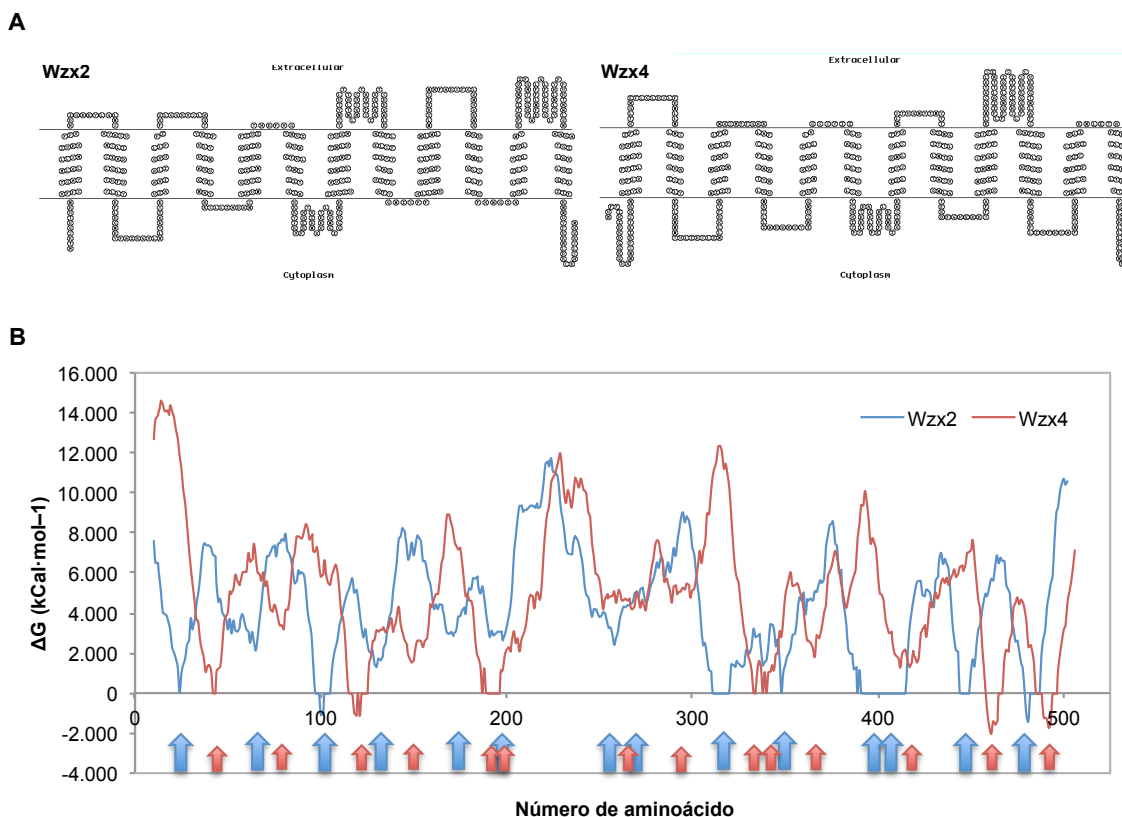 A
Wzx2
Extracellular
Cytoplasm
Wzx4
Extracellular
Cytoplasm
B
ΔG (kCal·mol–1)
16.000
14.000
12.000
10.000
8.000
6.000
4.000
2.000
0
-2.000
-4.000
0 100 200 300 400 500
Wzx2 Wzx4
Número de aminoácido